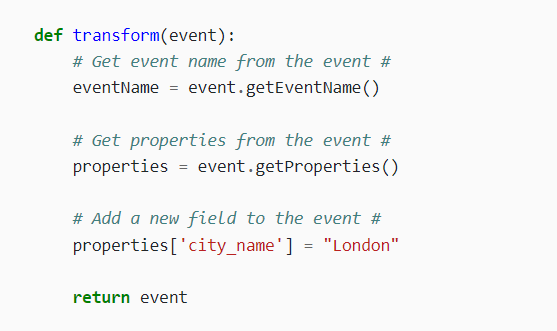 def transform(event):
    # Get event name from the event #
    eventName = event.getEventName()

    # Get properties from the event #
    properties = event.getProperties()

    # Add a new field to the event #
    properties['city_name'] = "London"

    return event